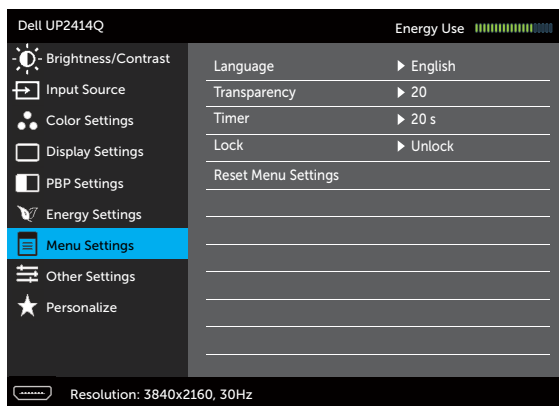 Dell UP2414Q
Energy Use
Brightness/Contrast
Input Source
Color Settings
Display Settings
PBP Settings
Energy Settings
Menu Settings
Other Settings
Personalize
Language English
Transparency 20
Timer 20 s
Lock Unlock
Reset Menu Settings
Resolution: 3840x2160, 30Hz